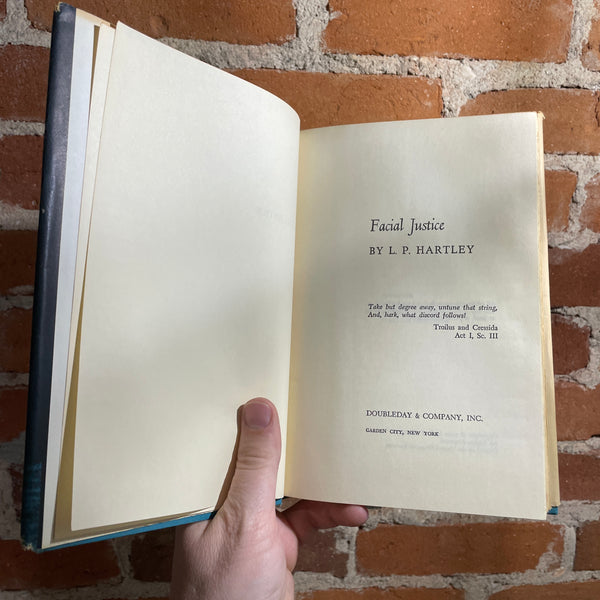 Facial Justice
BY L. P. HARTLEY
Take but degree away, untune that string,
And, hark, what discord follows!
Troilus and Cressida
Act I, Sc. III
DOUBLEDAY & COMPANY, INC.
GARDEN CITY, NEW YORK